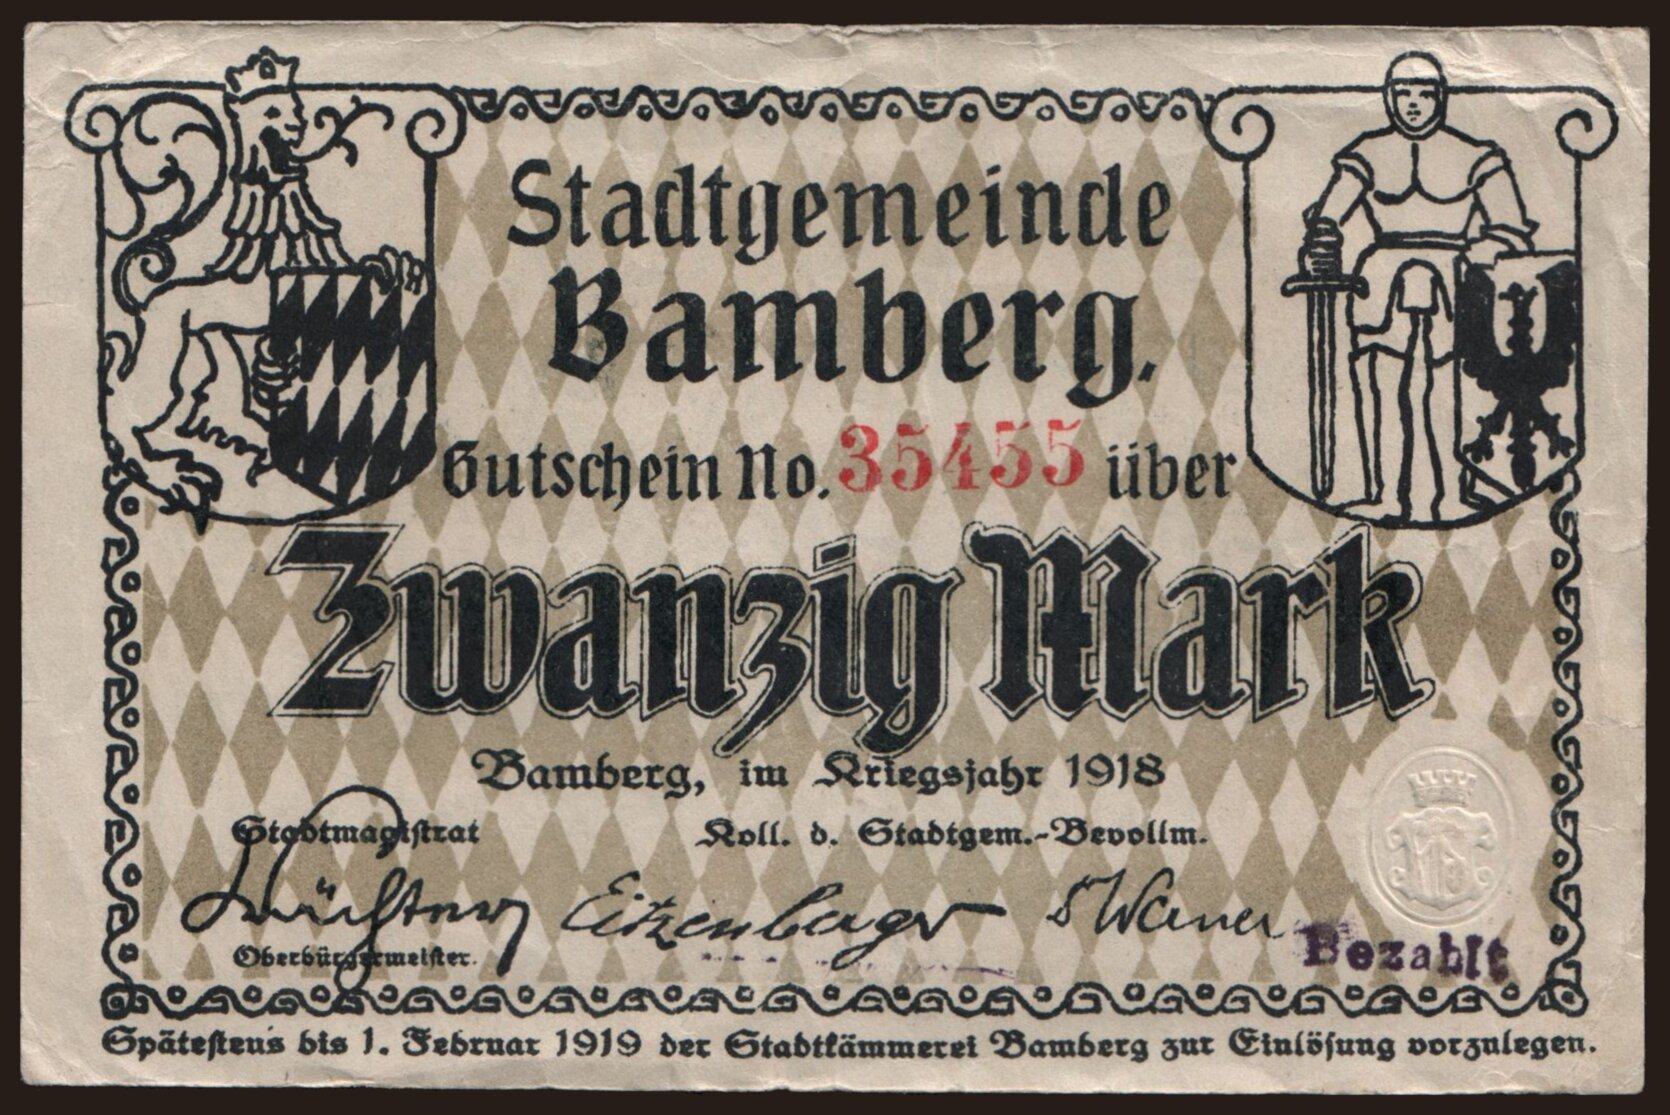 Stadtgemeinde
Bamberg.
Gutschein No. 35455 über
Zwanzig Mark
Bamberg, im Kriegsjahr 1918
Stadtmagistrat Koll. d. Stadtgem.-Bevollm.
Oberbürgermeister.
Bezahlt
Spätestens bis 1. Februar 1919 der Stadtkämmerei Bamberg zur Einlösung vorzulegen.